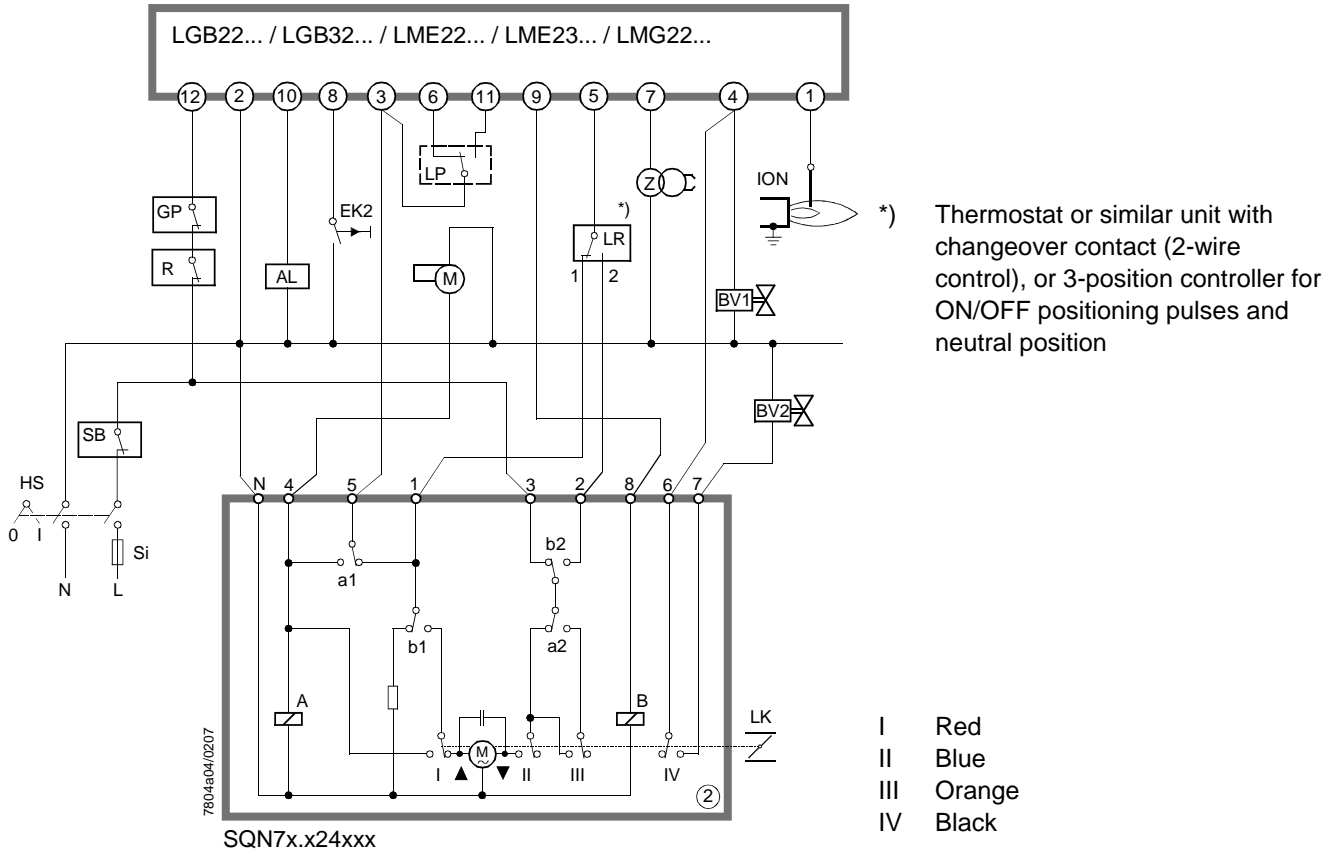 LGB22... / LGB32... / LME22... / LME23... / LMG22...
12 2 10 8 3 6 11 9 5 7 4 1
LP
GP
EK2
*)
LR
Z
ION
R
AL
M
1 2
BV1
*) Thermostat or similar unit with
changeover contact (2-wire
control), or 3-position controller for
ON/OFF positioning pulses and
neutral position
BV2
SB
HS
0 I
Si
N L
N 4 5 1 3 2 8 6 7
a1
b2
b1
a2
A
B
LK
M
~
I ▲ ▼ II III IV
2
7804a04/0207
SQN7x.x24xxx
I Red
II Blue
III Orange
IV Black